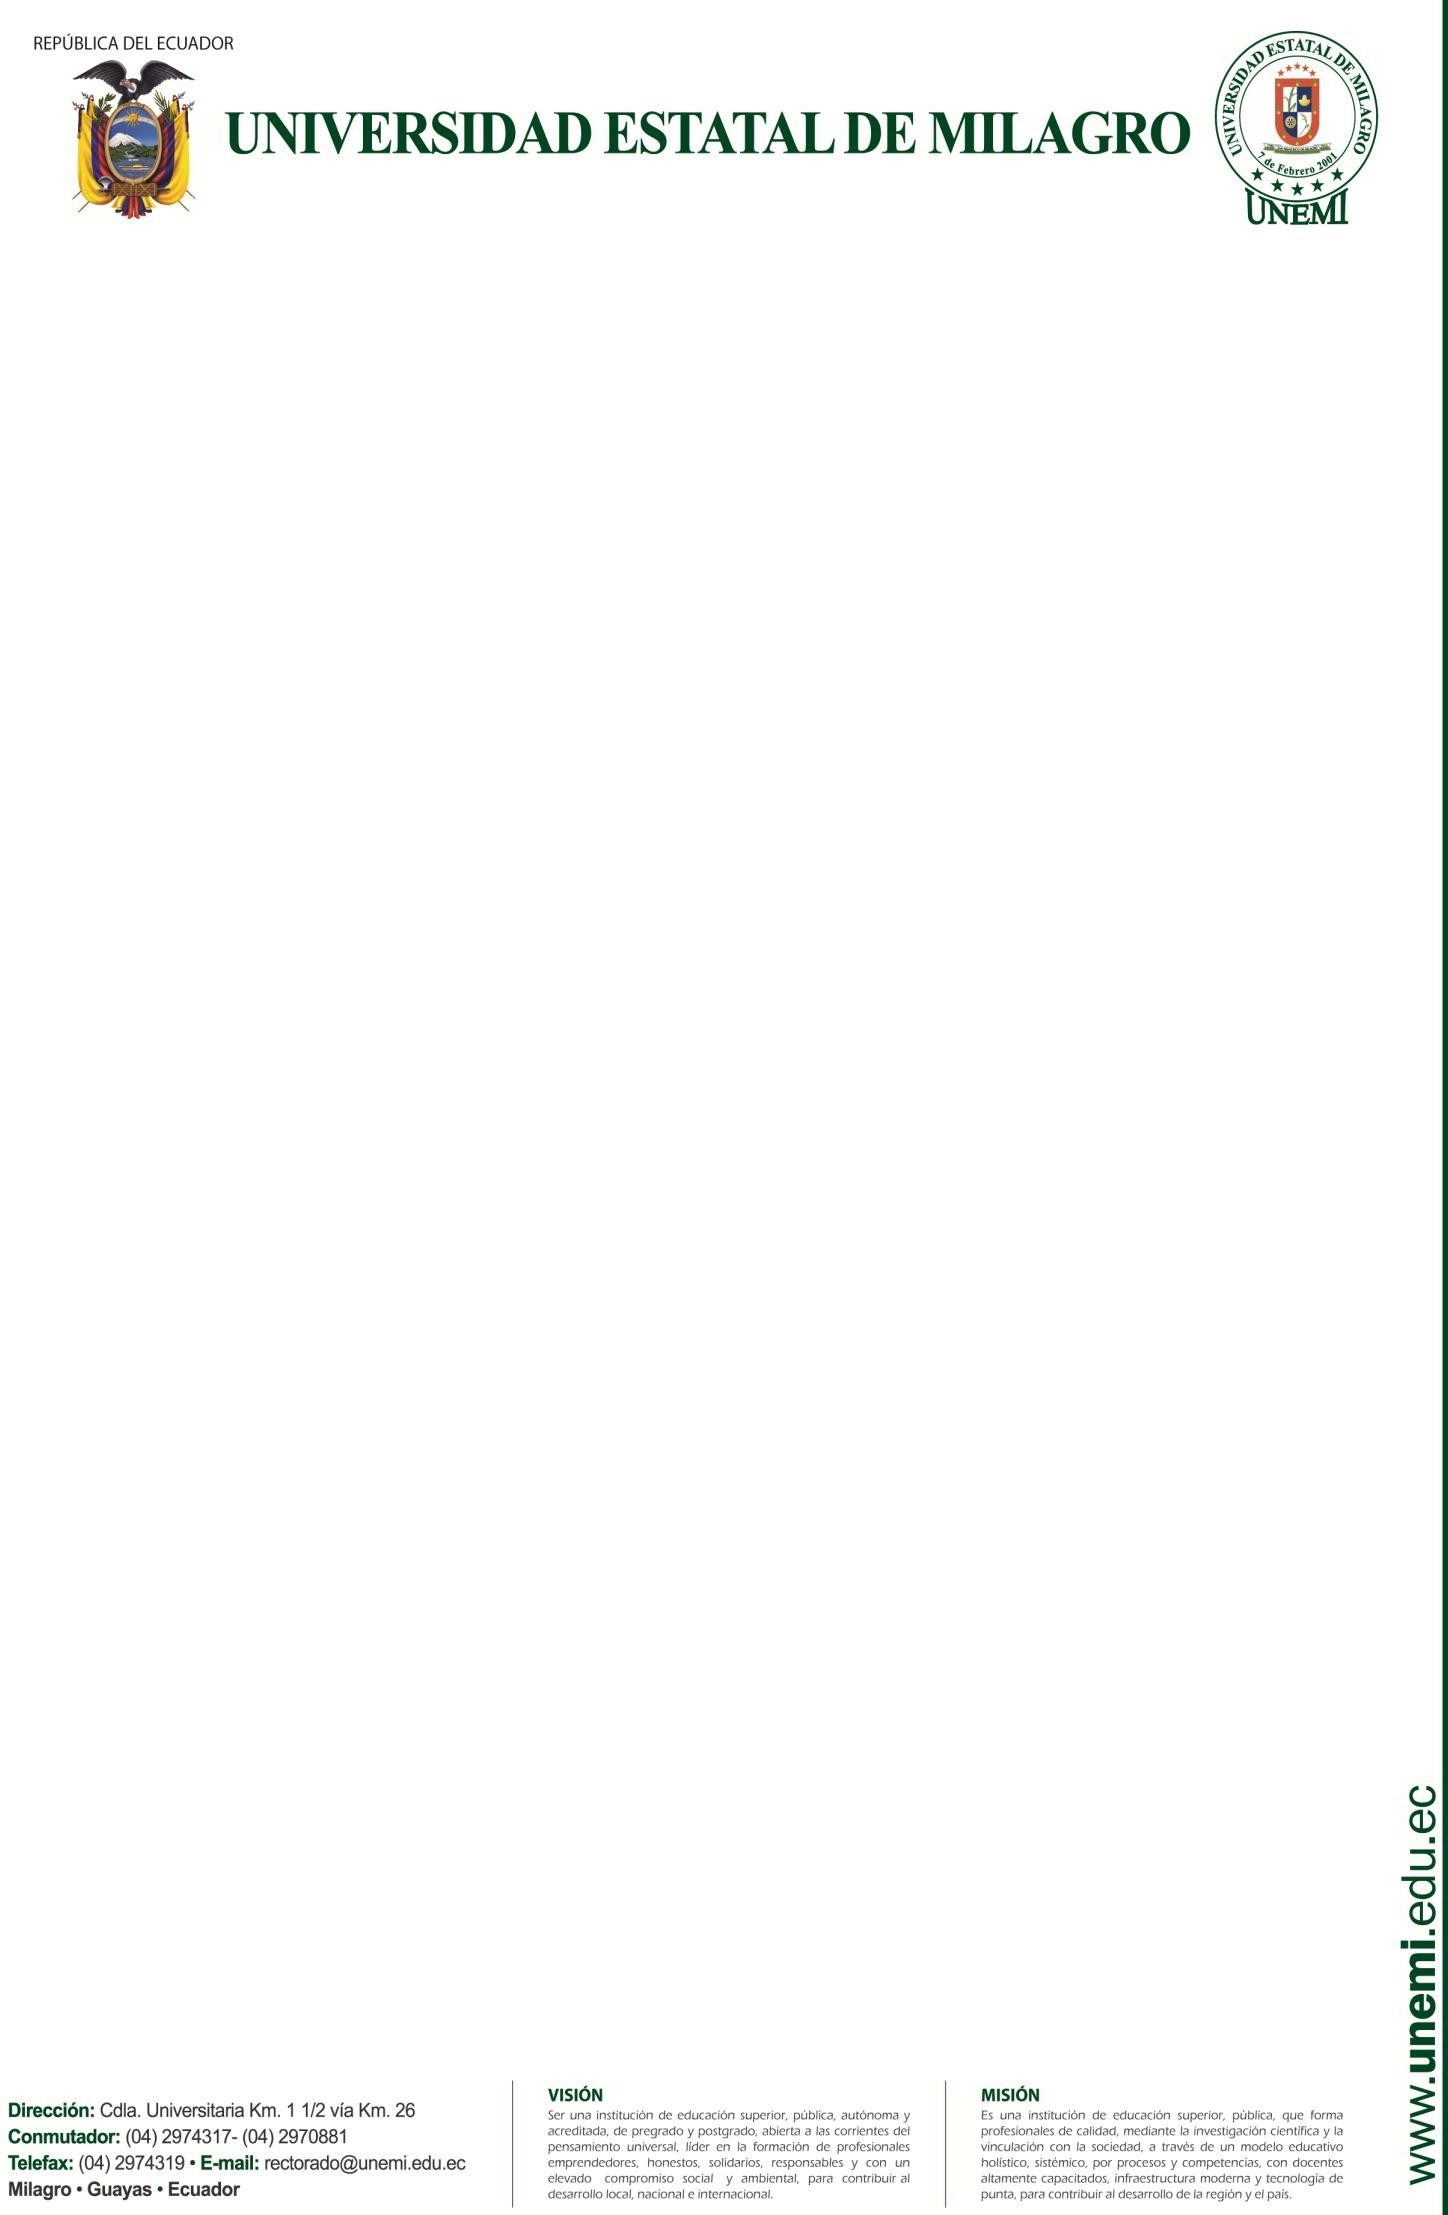 REPÚBLICA DEL ECUADOR
UNIVERSIDAD ESTATAL DE MILAGRO
UNIVERSIDAD ESTATAL DE MILAGRO
7 de Febrero 2001
UNEMI
www.unemi.edu.ec
Dirección: Cdla. Universitaria Km. 1 1/2 vía Km. 26
Conmutador: (04) 2974317- (04) 2970881
Telefax: (04) 2974319 • E-mail: rectorado@unemi.edu.ec
Milagro • Guayas • Ecuador
VISIÓN
Ser una institución de educación superior, pública, autónoma y
acreditada, de pregrado y postgrado, abierta a las corrientes del
pensamiento universal, líder en la formación de profesionales
emprendedores, honestos, solidarios, responsables y con un
elevado compromiso social y ambiental, para contribuir al
desarrollo local, nacional e internacional.
MISIÓN
Es una institución de educación superior, pública, que forma
profesionales de calidad, mediante la investigación científica y la
vinculación con la sociedad, a través de un modelo educativo
holístico, sistémico, por procesos y competencias, con docentes
altamente capacitados, infraestructura moderna y tecnología de
punta, para contribuir al desarrollo de la región y el país.